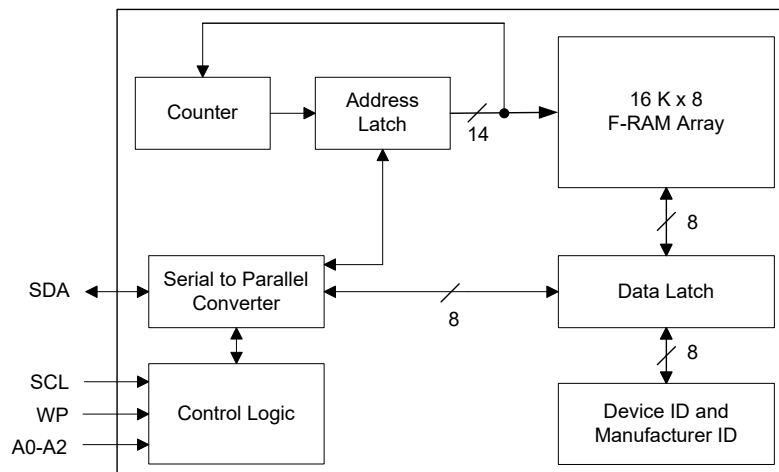 Counter
Address
Latch
14
16 K x 8
F-RAM Array
8
SDA
Serial to Parallel
Converter
8
Data Latch
8
SCL
WP
A0-A2
Control Logic
Device ID and
Manufacturer ID